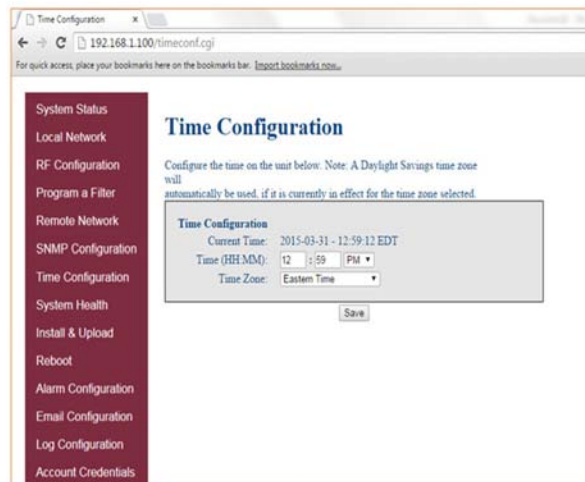 Time Configuration x
192.168.1.100/timeconf.cgi
For quick access, place your bookmarks here on the bookmarks bar. Import bookmarks now...
System Status
Local Network
RF Configuration
Program a Filter
Remote Network
SNMP Configuration
Time Configuration
System Health
Install & Upload
Reboot
Alarm Configuration
Email Configuration
Log Configuration
Account Credentials
Time Configuration
Configure the time on the unit below. Note: A Daylight Savings time zone
will
automatically be used, if it is currently in effect for the time zone selected.
Time Configuration
Current Time: 2015-03-31 - 12:59:12 EDT
Time (HH:MM): 12 : 59 PM
Time Zone: Eastern Time
Save